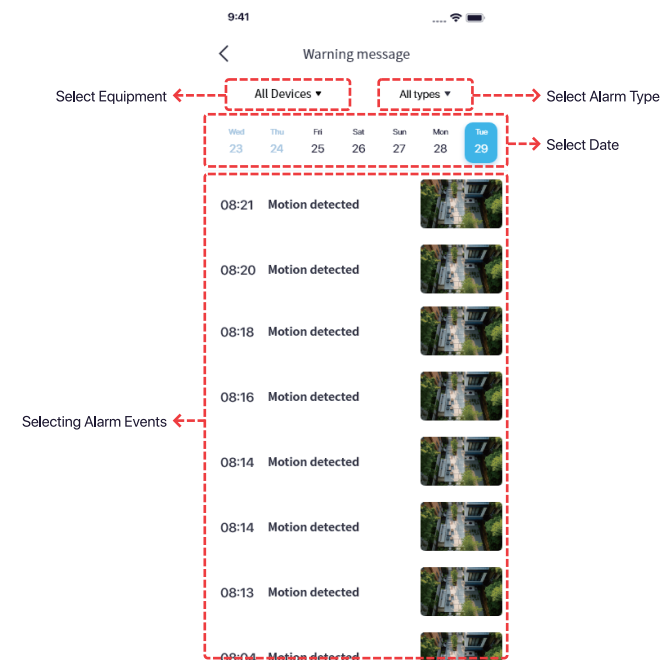 9:41
Warning message
Select Equipment
All Devices ▾
All types ▾
Select Alarm Type
Wed Thu Fri Sat Sun Mon Tue
23 24 25 26 27 28 29
Select Date
08:21 Motion detected
08:20 Motion detected
08:18 Motion detected
08:16 Motion detected
Selecting Alarm Events
08:14 Motion detected
08:14 Motion detected
08:13 Motion detected
08:04 Motion detected